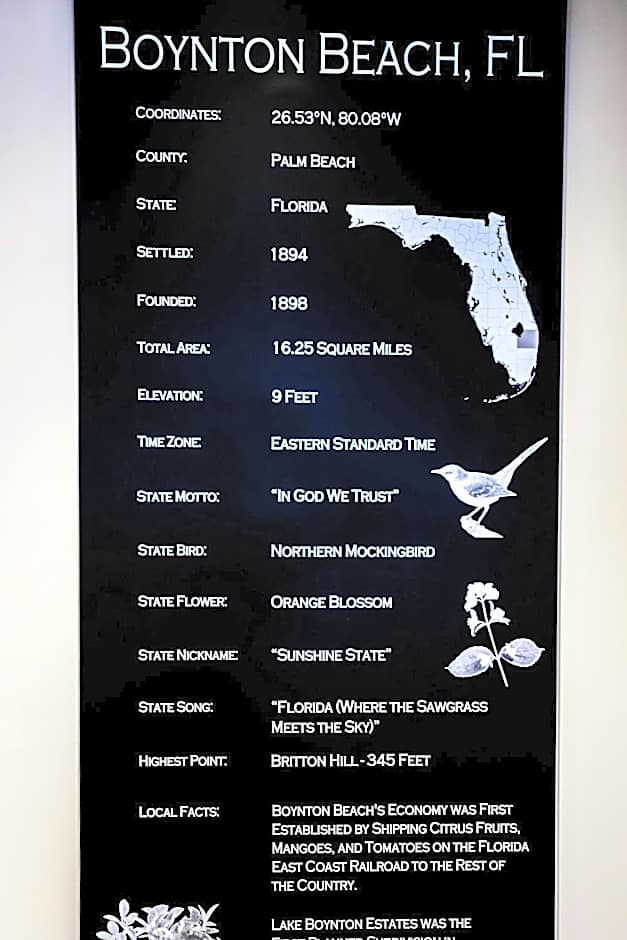 BOYNTON BEACH, FL
COORDINATES: 26.53°N, 80.08°W
COUNTY: PALM BEACH
STATE: FLORIDA
SETTLED: 1894
FOUNDED: 1898
TOTAL AREA: 16.25 SQUARE MILES
ELEVATION: 9 FEET
TIME ZONE: EASTERN STANDARD TIME
STATE MOTTO: “IN GOD WE TRUST”
STATE BIRD: NORTHERN MOCKINGBIRD
STATE FLOWER: ORANGE BLOSSOM
STATE NICKNAME: “SUNSHINE STATE”
STATE SONG: “FLORIDA (WHERE THE SAWGRASS
MEETS THE SKY)”
HIGHEST POINT: BRITTON HILL - 345 FEET
LOCAL FACTS: BOYNTON BEACH'S ECONOMY WAS FIRST
ESTABLISHED BY SHIPPING CITRUS FRUITS,
MANGOES, AND TOMATOES ON THE FLORIDA
EAST COAST RAILROAD TO THE REST OF
THE COUNTRY.
LAKE BOYNTON ESTATES WAS THE
FIRST PLANNED SUBDIVISION IN